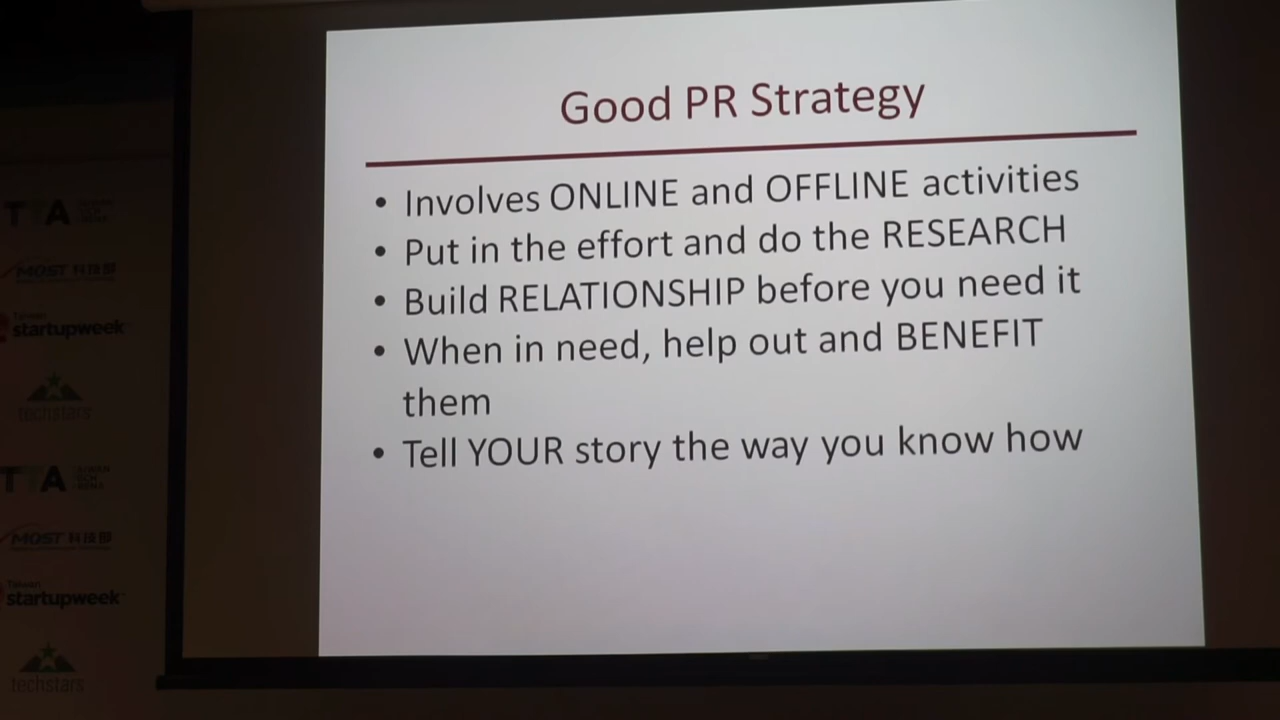 Good PR Strategy
• Involves ONLINE and OFFLINE activities
• Put in the effort and do the RESEARCH
• Build RELATIONSHIP before you need it
• When in need, help out and BENEFIT
them
• Tell YOUR story the way you know how
MOST 科技部
Taiwan
startupweek
techstars
MOST 科技部
Taiwan
startupweek
techstars